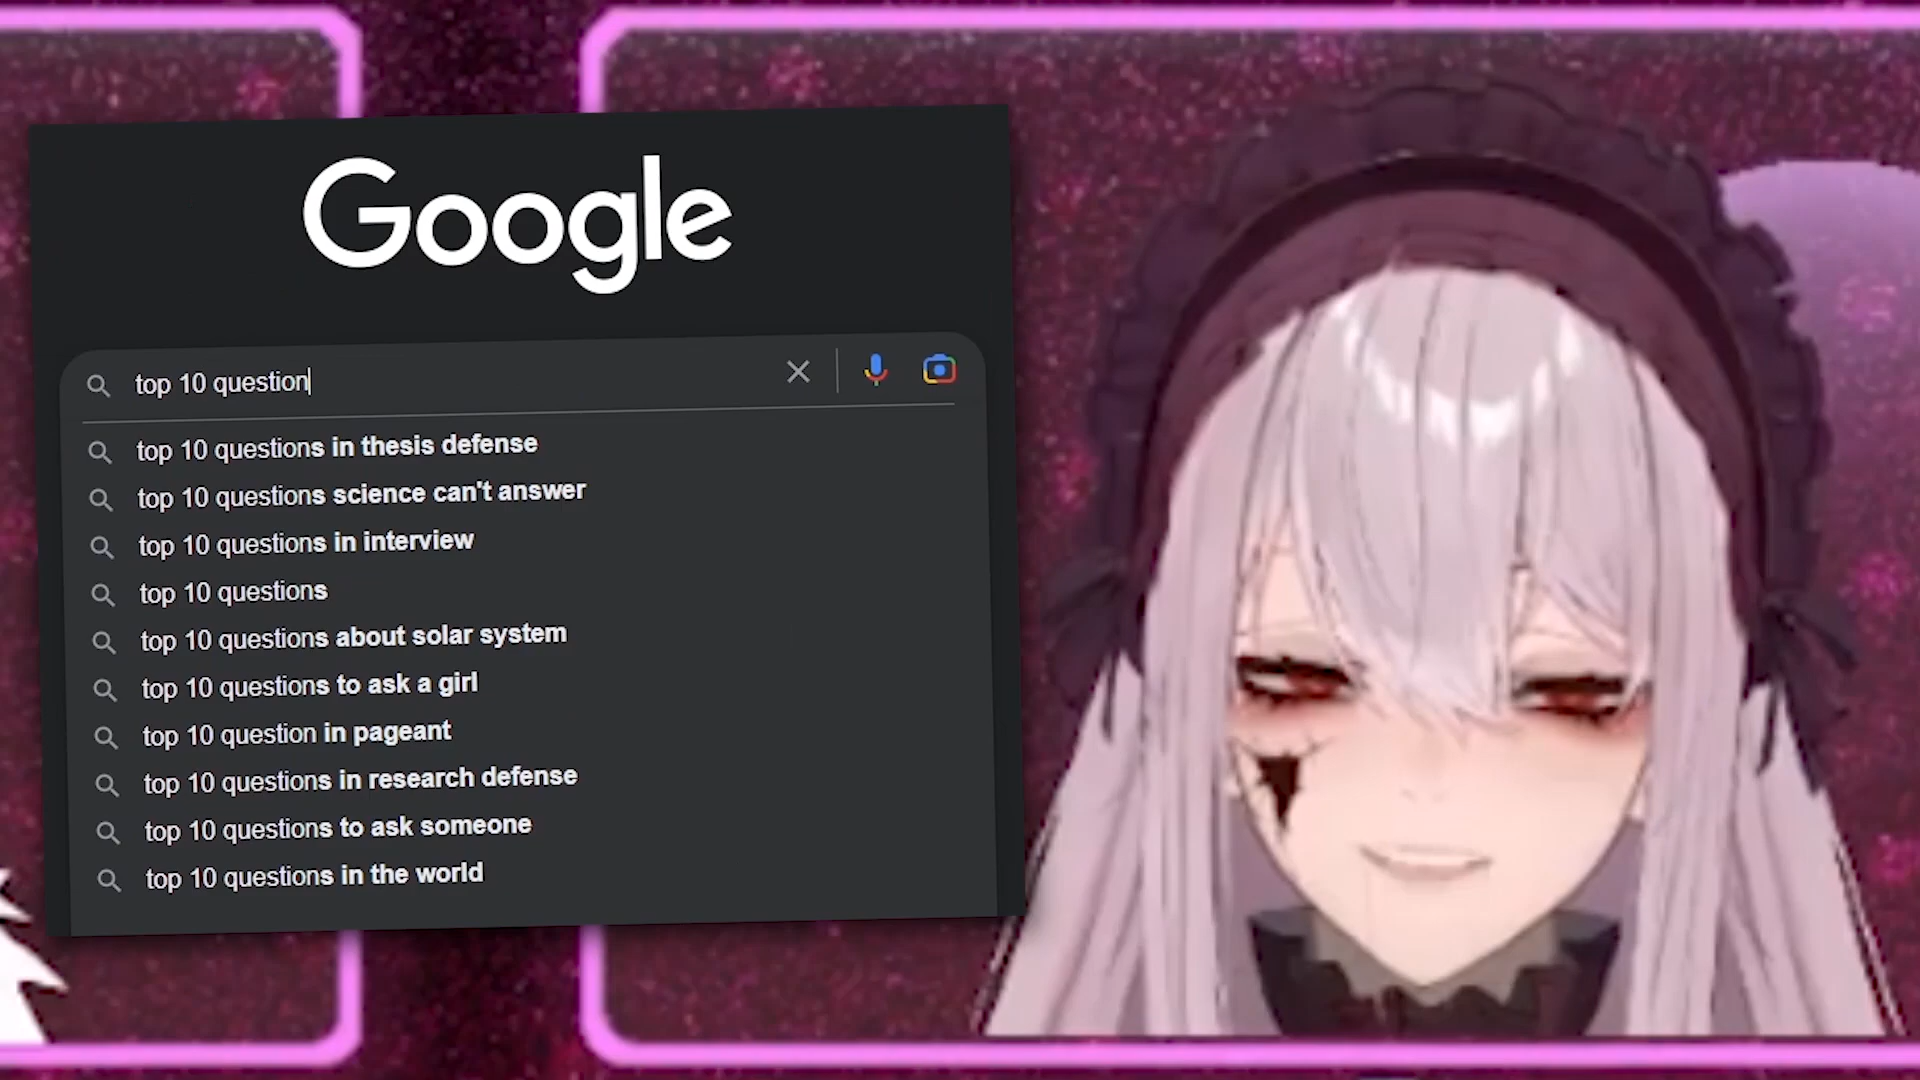 Google
top 10 question
top 10 questions in thesis defense
top 10 questions science can't answer
top 10 questions in interview
top 10 questions
top 10 questions about solar system
top 10 questions to ask a girl
top 10 question in pageant
top 10 questions in research defense
top 10 questions to ask someone
top 10 questions in the world